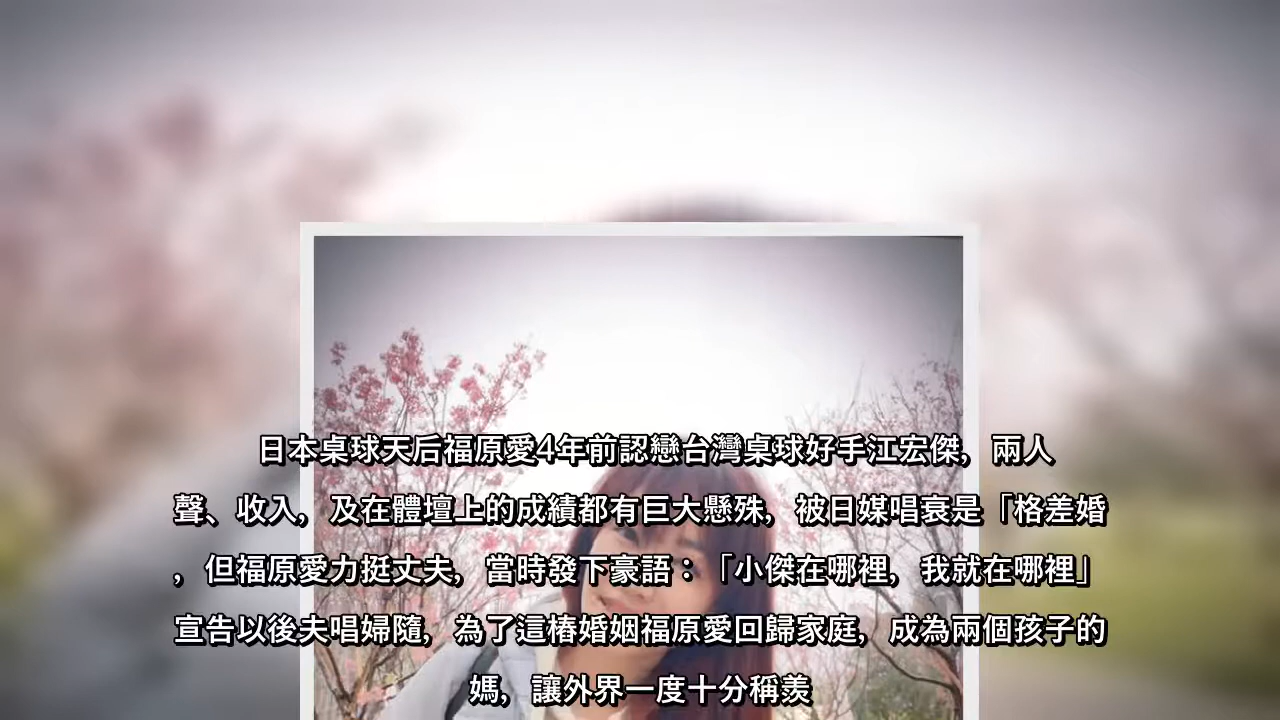 日本桌球天后福原愛4年前認戀台灣桌球好手江宏傑，兩人
聲、收入，及在體壇上的成績都有巨大懸殊，被日媒唱衰是「格差婚
，但福原愛力挺丈夫，當時發下豪語：「小傑在哪裡，我就在哪裡」
宣告以後夫唱婦隨，為了這樁婚姻福原愛回歸家庭，成為兩個孩子的
媽，讓外界一度十分稱羨